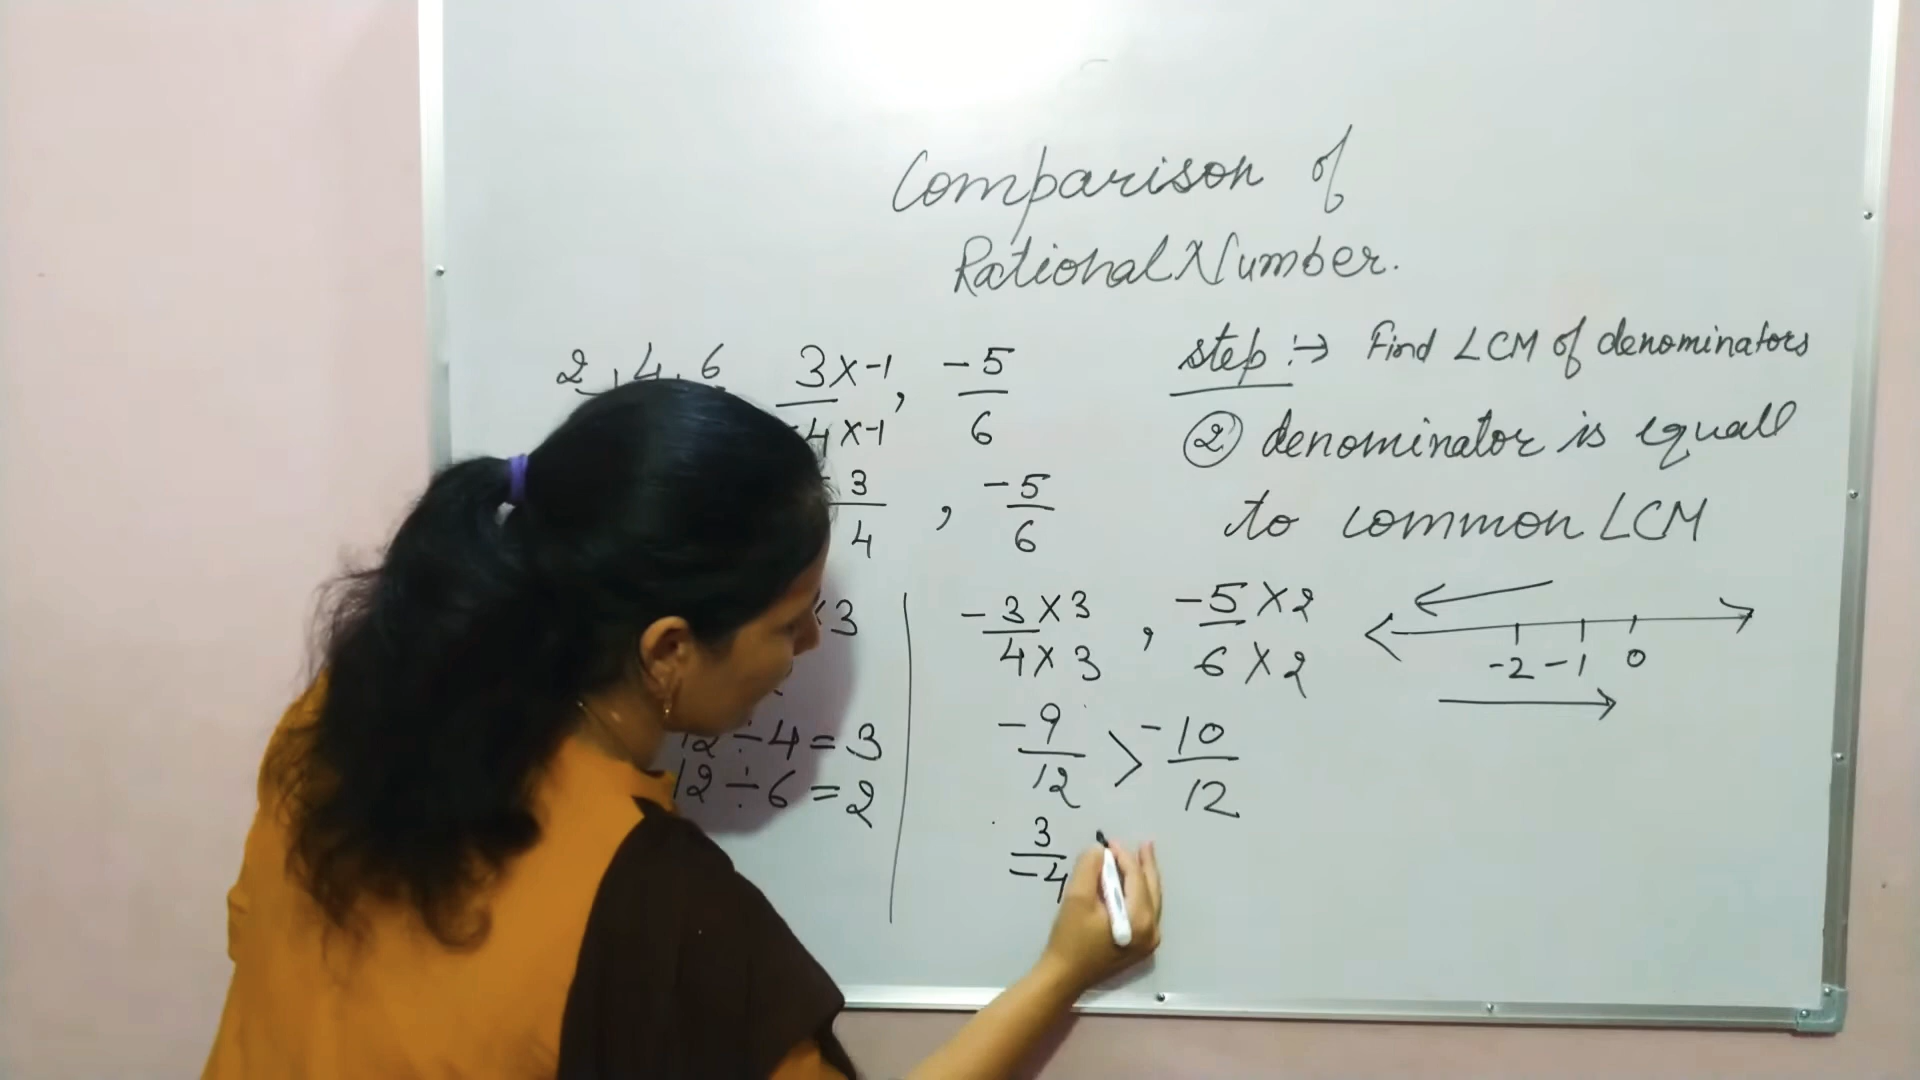 Comparison of
Rational Number.
2, 4, 6
3×-1/-4×-1, -5/6
-3/4, -5/6
×3
12÷4=3
12÷6=2
-3×3/4×3, -5×2/6×2
-9/12 > -10/12
3/-4
step :→ Find LCM of denominators
② denominator is equall
to common LCM
-2 -1 0